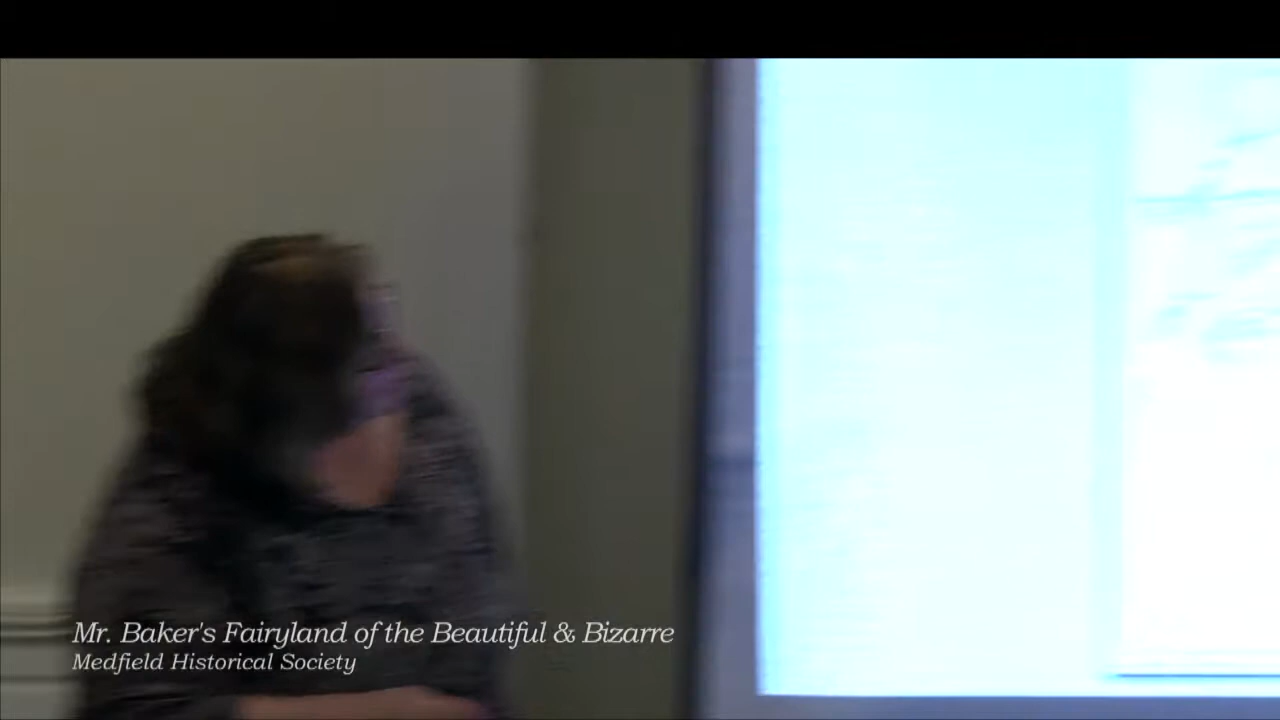 Mr. Baker's Fairyland of the Beautiful & Bizarre
Medfield Historical Society